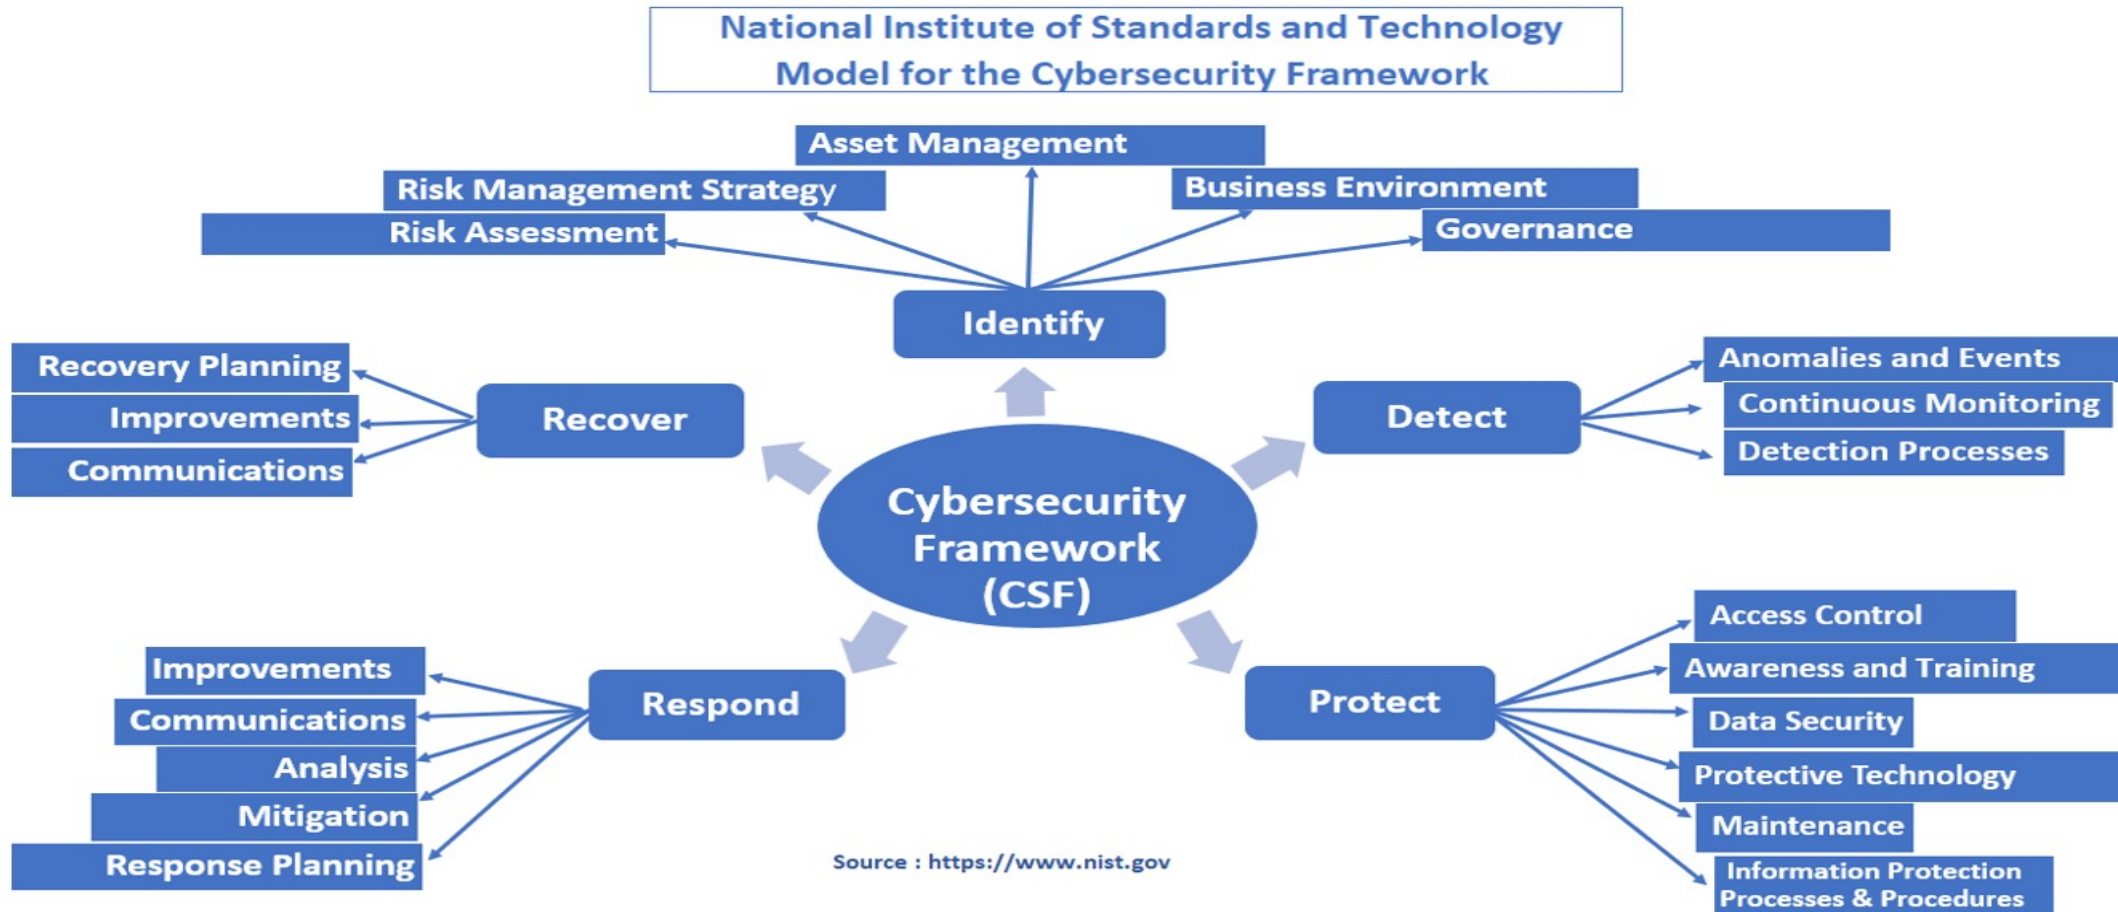 National Institute of Standards and Technology
Model for the Cybersecurity Framework
Asset Management
Risk Management Strategy
Business Environment
Risk Assessment
Governance
Identify
Recovery Planning
Improvements
Communications
Recover
Detect
Anomalies and Events
Continuous Monitoring
Detection Processes
Cybersecurity
Framework
(CSF)
Improvements
Communications
Analysis
Mitigation
Response Planning
Respond
Protect
Access Control
Awareness and Training
Data Security
Protective Technology
Maintenance
Information Protection
Processes & Procedures
Source : https://www.nist.gov